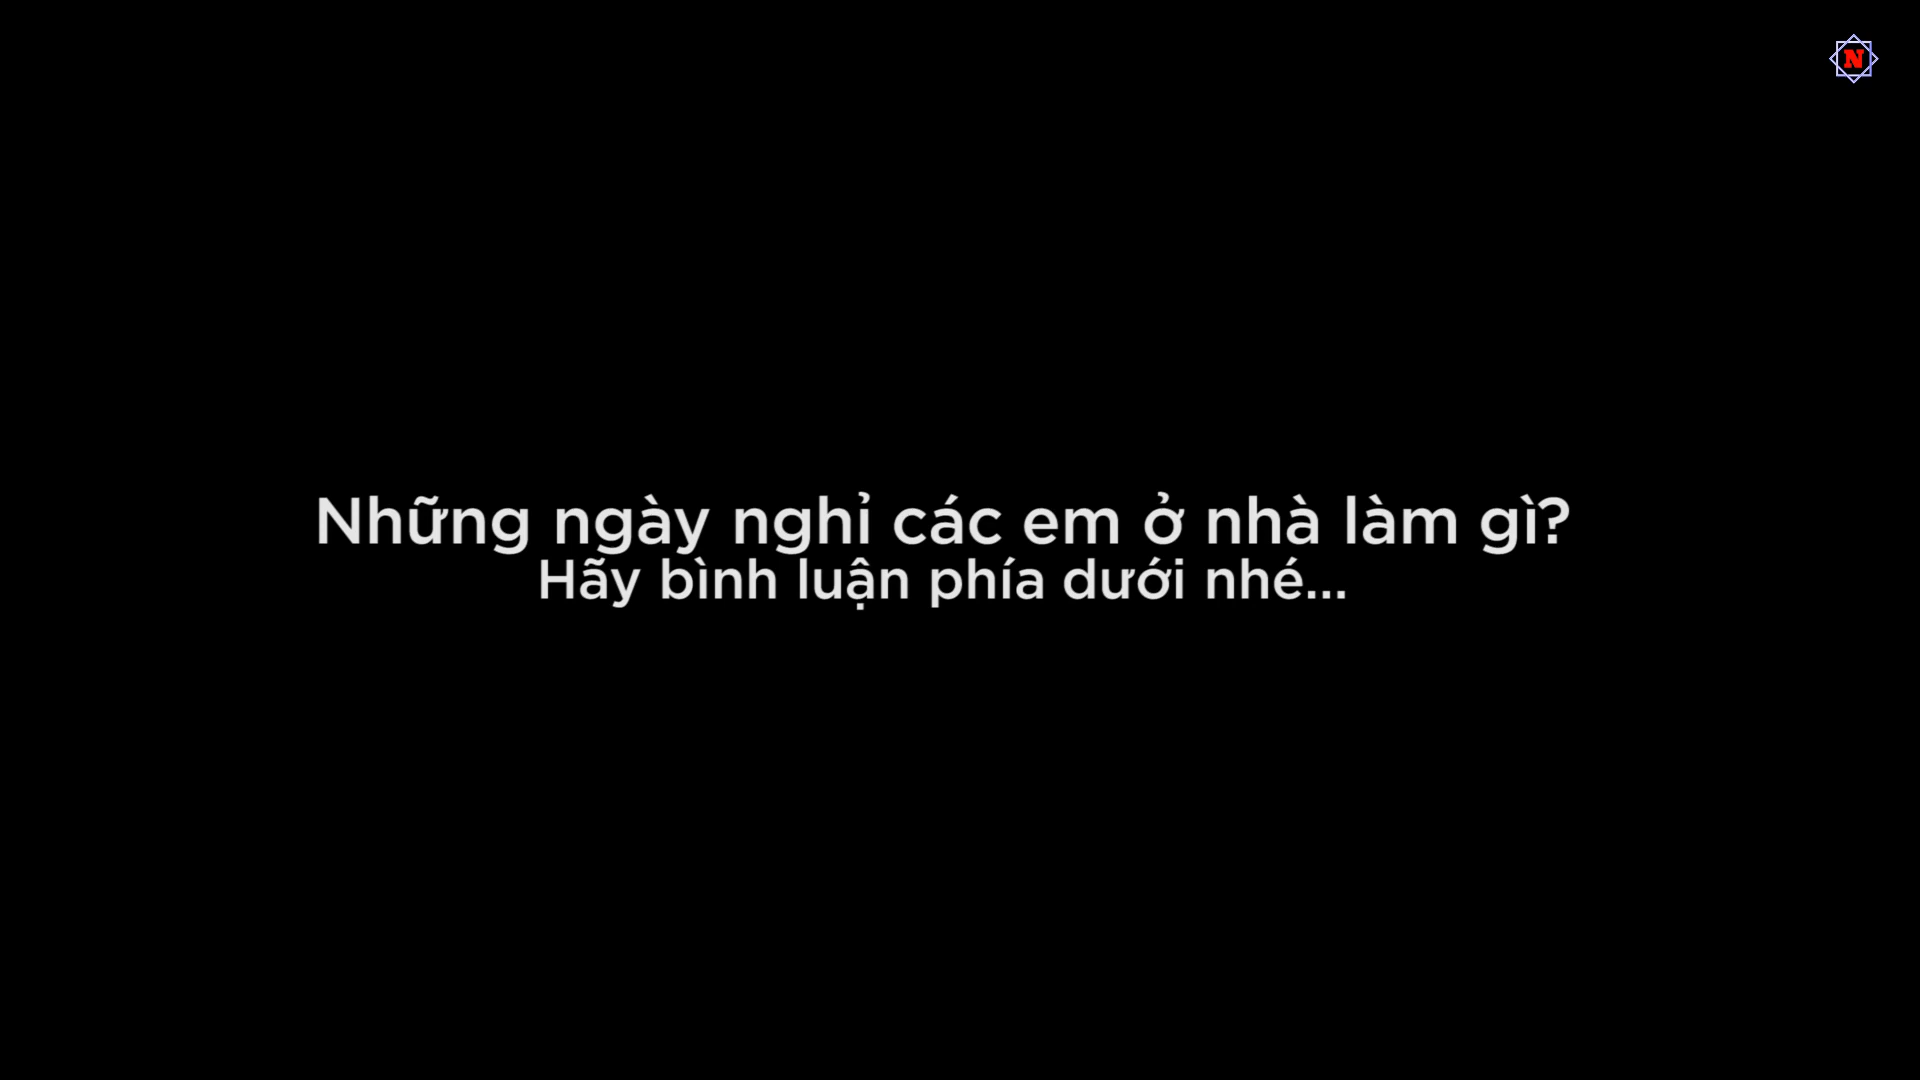 N
Những ngày nghỉ các em ở nhà làm gì?
Hãy bình luận phía dưới nhé...